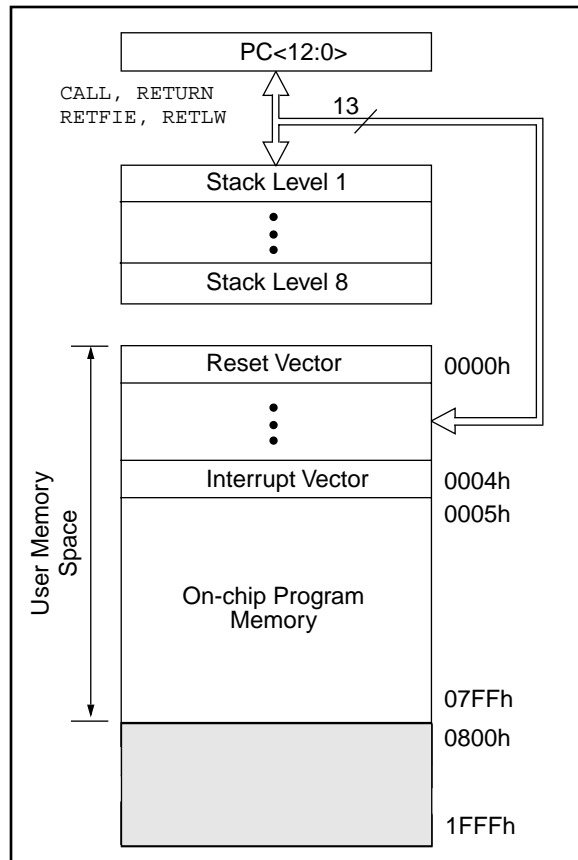 PC<12:0>
CALL, RETURN
RETFIE, RETLW
13
Stack Level 1
Stack Level 8
Reset Vector
0000h
Interrupt Vector
0004h
0005h
User Memory
Space
On-chip Program
Memory
07FFh
0800h
1FFFh